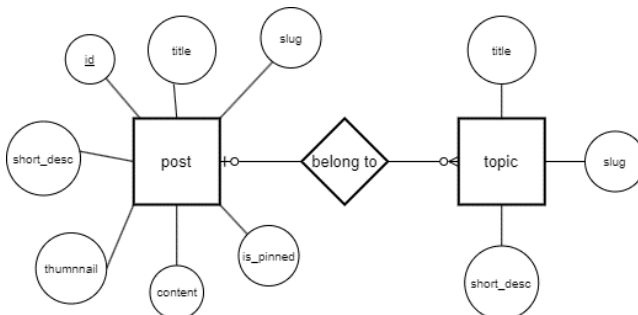 title
slug
id
title
short_desc
post
belong to
topic
slug
thumnnail
is_pinned
content
short_desc